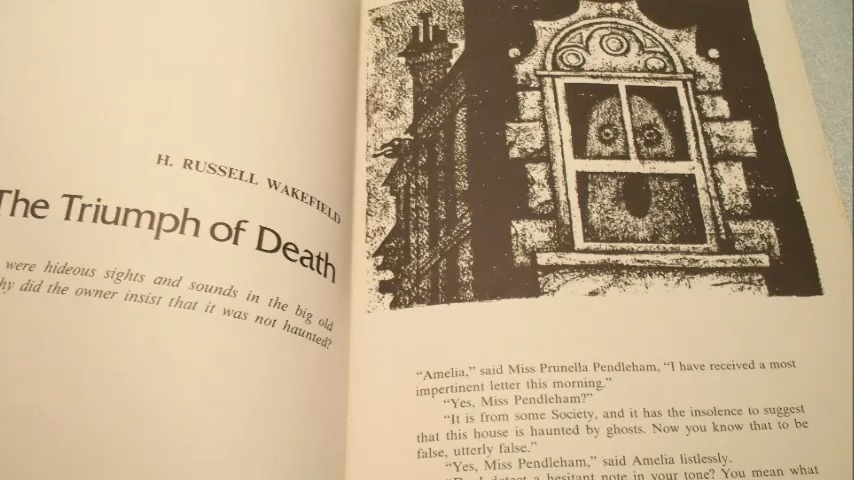 H. RUSSELL WAKEFIELD
The Triumph of Death
were hideous sights and sounds in the big old
hy did the owner insist that it was not haunted?
“Amelia,” said Miss Prunella Pendleham, “I have received a most
impertinent letter this morning.”
“Yes, Miss Pendleham?”
“It is from some Society, and it has the insolence to suggest
that this house is haunted by ghosts. Now you know that to be
false, utterly false.”
“Yes, Miss Pendleham,” said Amelia listlessly.
“Do I detect a hesitant note in your tone? You mean what